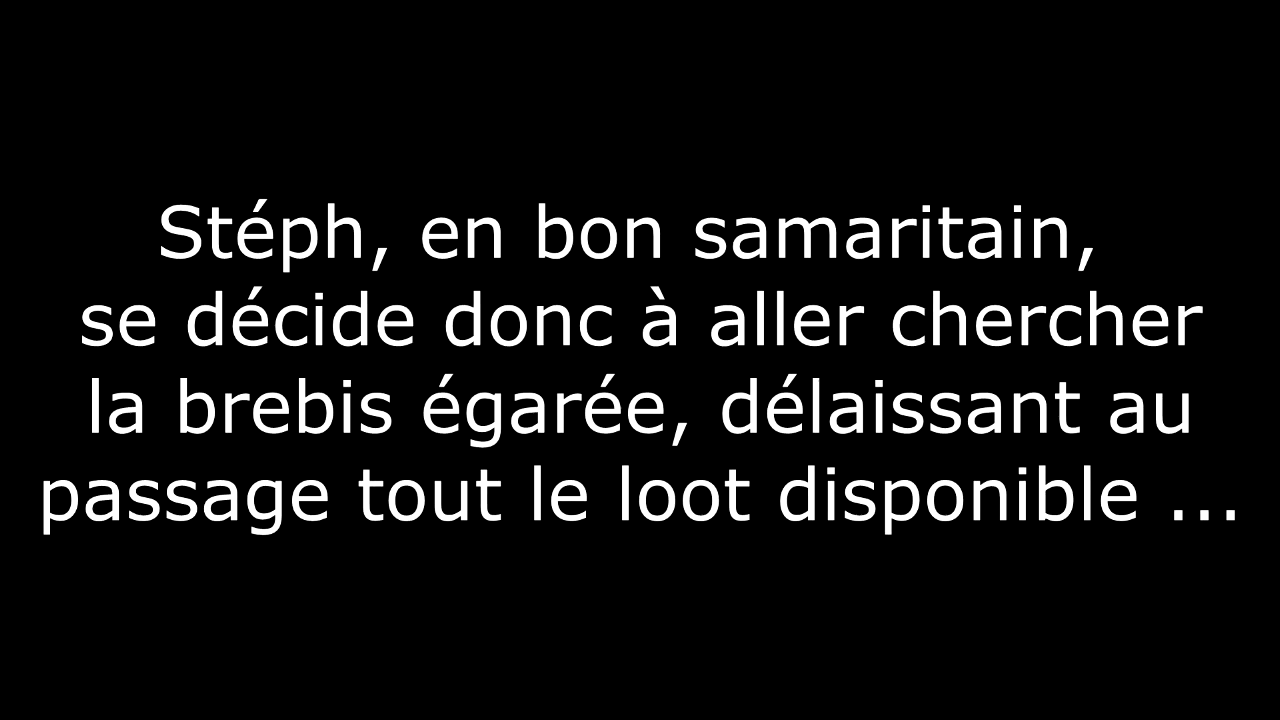 Stéph, en bon samaritain,
se décide donc à aller chercher
la brebis égarée, délaissant au
passage tout le loot disponible ...